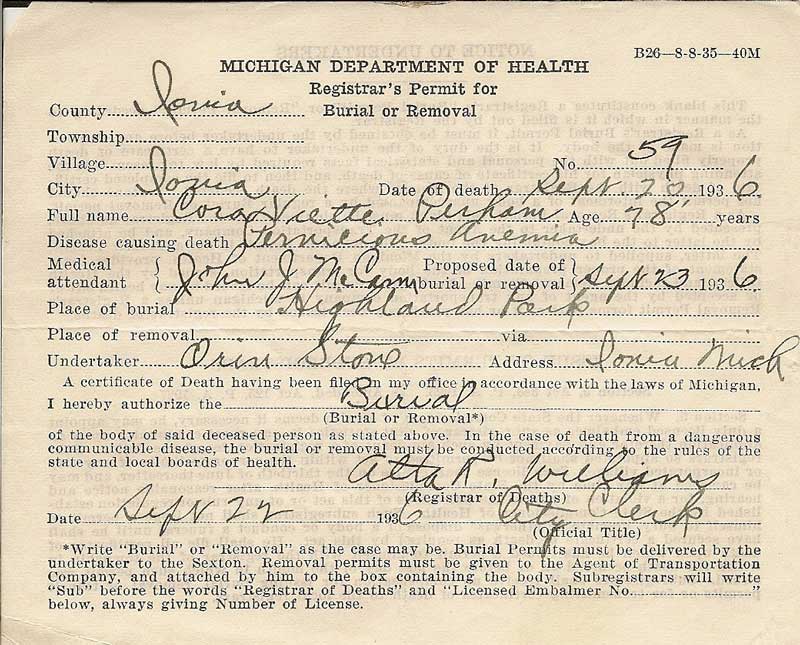 B26—8-8-35—40M
MICHIGAN DEPARTMENT OF HEALTH
Registrar's Permit for
County Ionia Burial or Removal
Township
Village No. 59
City Ionia Date of death Sept 20 1936
Full name Cora Viette Perham Age 78 years
Disease causing death Pernicious Anemia
Medical attendant John J McCann Proposed date of burial or removal Sept 23 1936
Place of burial Highland Park
Place of removal via
Undertaker Orin Stone Address Ionia Mich
A certificate of Death having been filed in my office in accordance with the laws of Michigan,
I hereby authorize the Burial
(Burial or Removal*)
of the body of said deceased person as stated above. In the case of death from a dangerous
communicable disease, the burial or removal must be conducted according to the rules of the
state and local boards of health.
Alta R. Williams
(Registrar of Deaths)
Date Sept 22 1936 City Clerk
(Official Title)
*Write "Burial" or "Removal" as the case may be. Burial Permits must be delivered by the
undertaker to the Sexton. Removal permits must be given to the Agent of Transportation
Company, and attached by him to the box containing the body. Subregistrars will write
"Sub" before the words "Registrar of Deaths" and "Licensed Embalmer No. "
below, always giving Number of License.